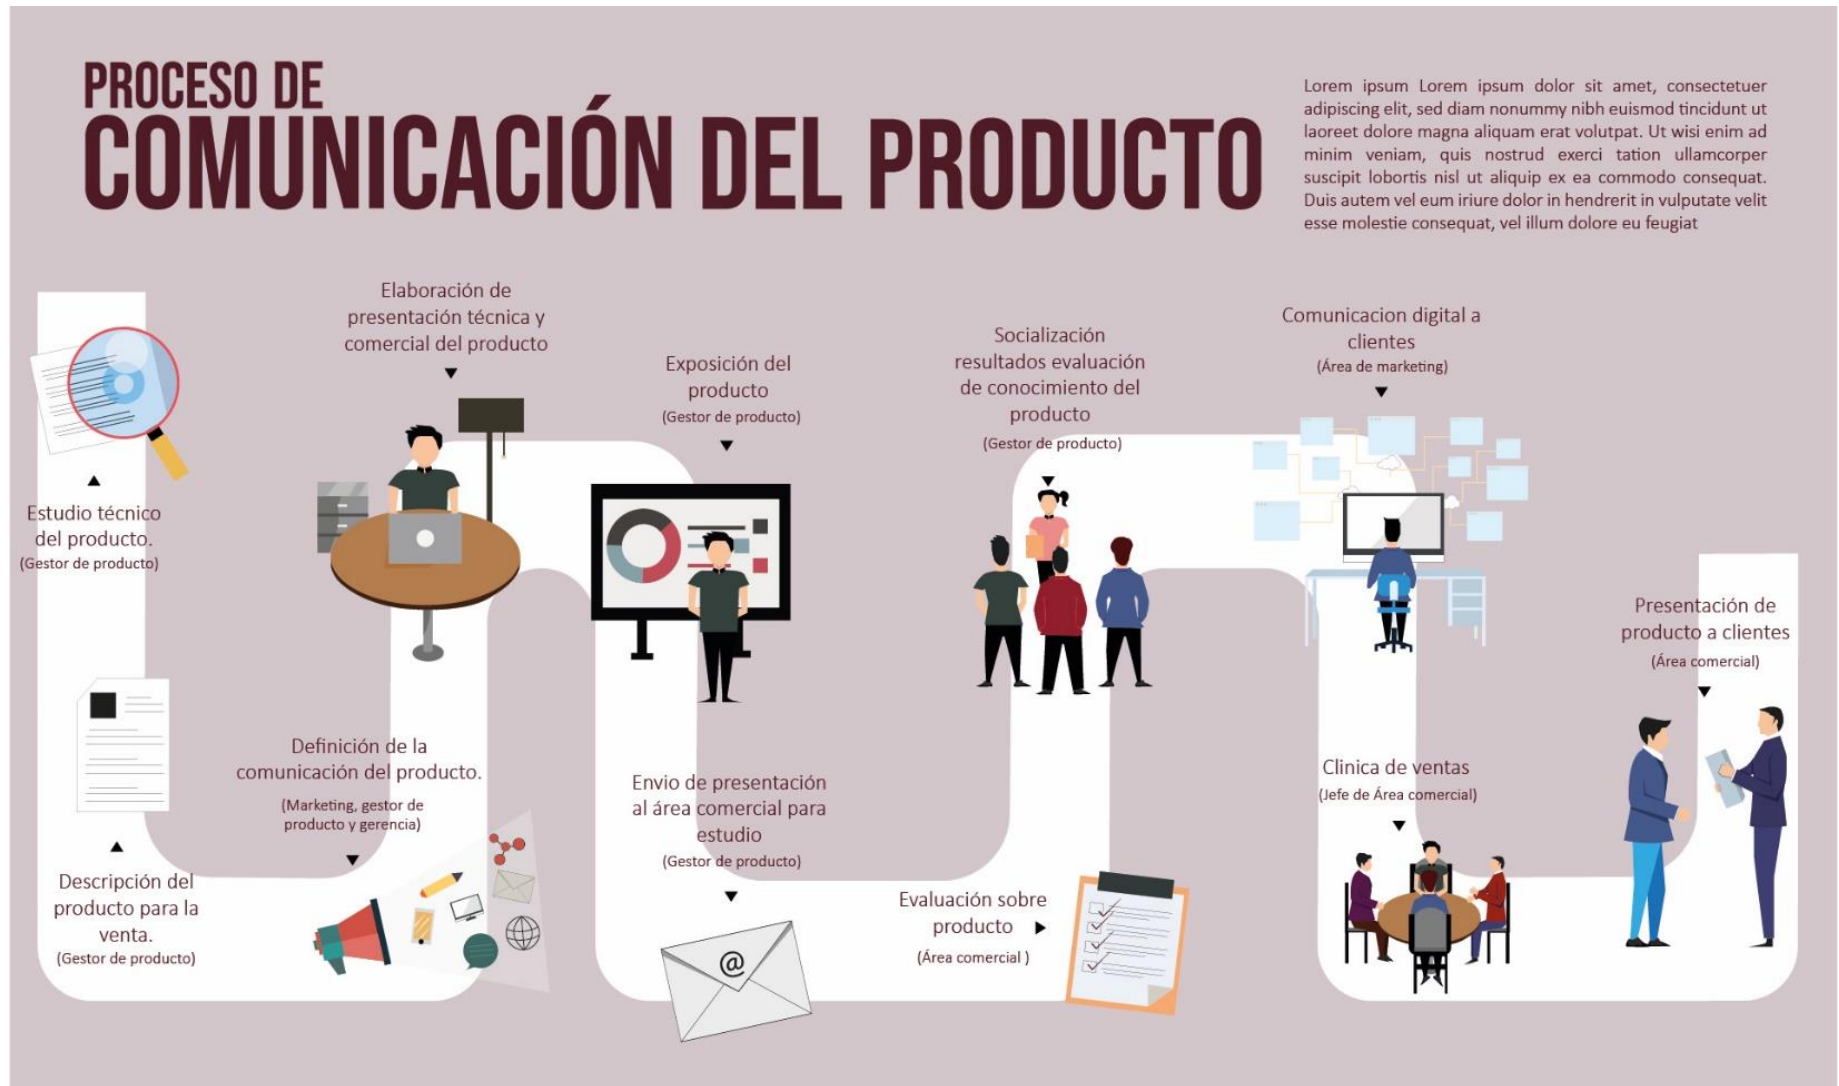 PROCESO DE
COMUNICACIÓN DEL PRODUCTO
Lorem ipsum Lorem ipsum dolor sit amet, consectetuer
adipiscing elit, sed diam nonummy nibh euismod tincidunt ut
laoreet dolore magna aliquam erat volutpat. Ut wisi enim ad
minim veniam, quis nostrud exerci tation ullamcorper
suscipit lobortis nisl ut aliquip ex ea commodo consequat.
Duis autem vel eum iriure dolor in hendrerit in vulputate velit
esse molestie consequat, vel illum dolore eu feugiat
Estudio técnico
del producto.
(Gestor de producto)
Descripción del
producto para la
venta.
(Gestor de producto)
Definición de la
comunicación del producto.
(Marketing, gestor de
producto y gerencia)
Elaboración de
presentación técnica y
comercial del producto
Exposición del
producto
(Gestor de producto)
Envio de presentación
al área comercial para
estudio
(Gestor de producto)
@
Evaluación sobre
producto
(Área comercial )
Socialización
resultados evaluación
de conocimiento del
producto
(Gestor de producto)
Comunicacion digital a
clientes
(Área de marketing)
Clinica de ventas
(Jefe de Área comercial)
Presentación de
producto a clientes
(Área comercial)